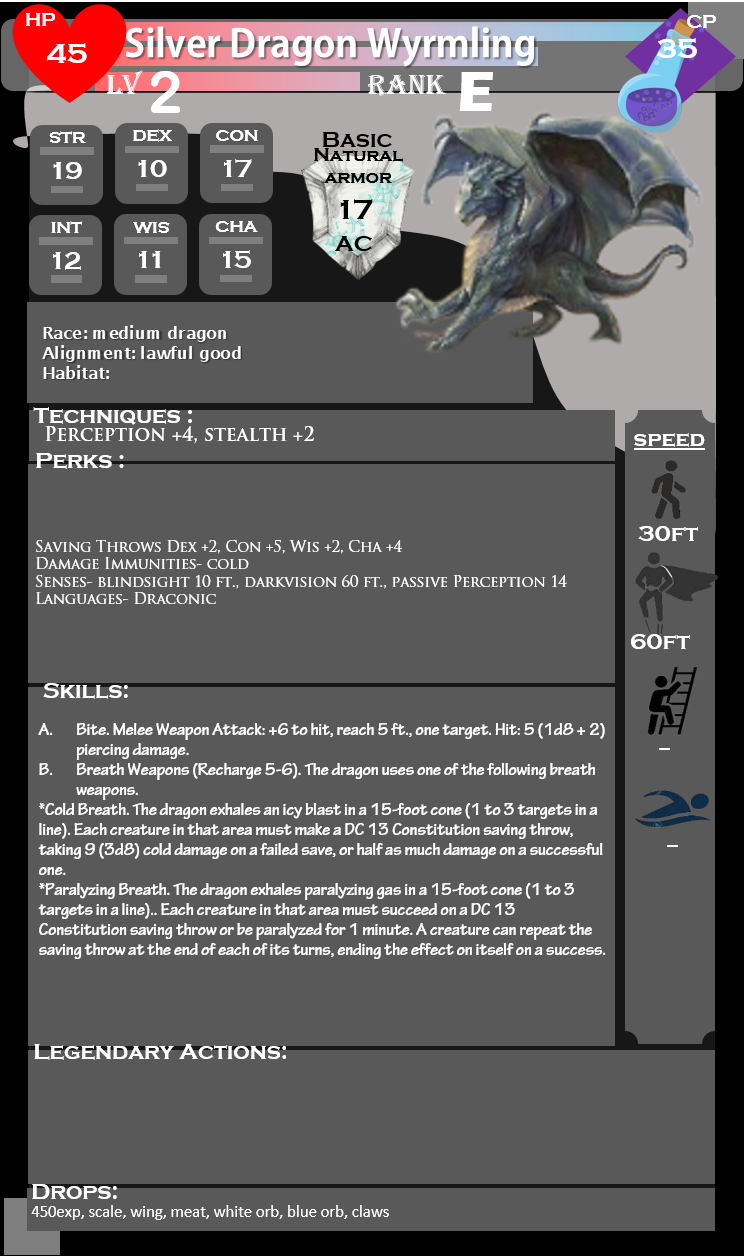 HP
45
Silver Dragon Wyrmling
CP
35
LV 2
RANK E
STR
19
DEX
10
CON
17
INT
12
WIS
11
CHA
15
BASIC
NATURAL
ARMOR
17
AC
Race: medium dragon
Alignment: lawful good
Habitat:
TECHNIQUES :
PERCEPTION +4, STEALTH +2
PERKS :
SAVING THROWS DEX +2, CON +5, WIS +2, CHA +4
DAMAGE IMMUNITIES- COLD
SENSES- BLINDSIGHT 10 FT., DARKVISION 60 FT., PASSIVE PERCEPTION 14
LANGUAGES- DRACONIC
SPEED
30FT
60FT
–
–
SKILLS:
A. Bite. Melee Weapon Attack: +6 to hit, reach 5 ft., one target. Hit: 5 (1d8 + 2)
piercing damage.
B. Breath Weapons (Recharge 5-6). The dragon uses one of the following breath
weapons.
*Cold Breath. The dragon exhales an icy blast in a 15-foot cone (1 to 3 targets in a
line). Each creature in that area must make a DC 13 Constitution saving throw,
taking 9 (3d8) cold damage on a failed save, or half as much damage on a successful
one.
*Paralyzing Breath. The dragon exhales paralyzing gas in a 15-foot cone (1 to 3
targets in a line).. Each creature in that area must succeed on a DC 13
Constitution saving throw or be paralyzed for 1 minute. A creature can repeat the
saving throw at the end of each of its turns, ending the effect on itself on a success.
LEGENDARY ACTIONS:
DROPS:
450exp, scale, wing, meat, white orb, blue orb, claws